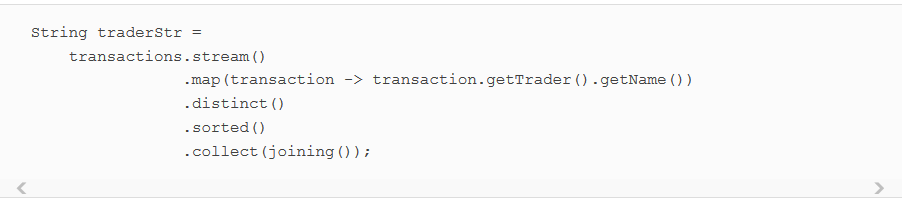 String traderStr =
transactions.stream()
.map(transaction -> transaction.getTrader().getName())
.distinct()
.sorted()
.collect(joining());